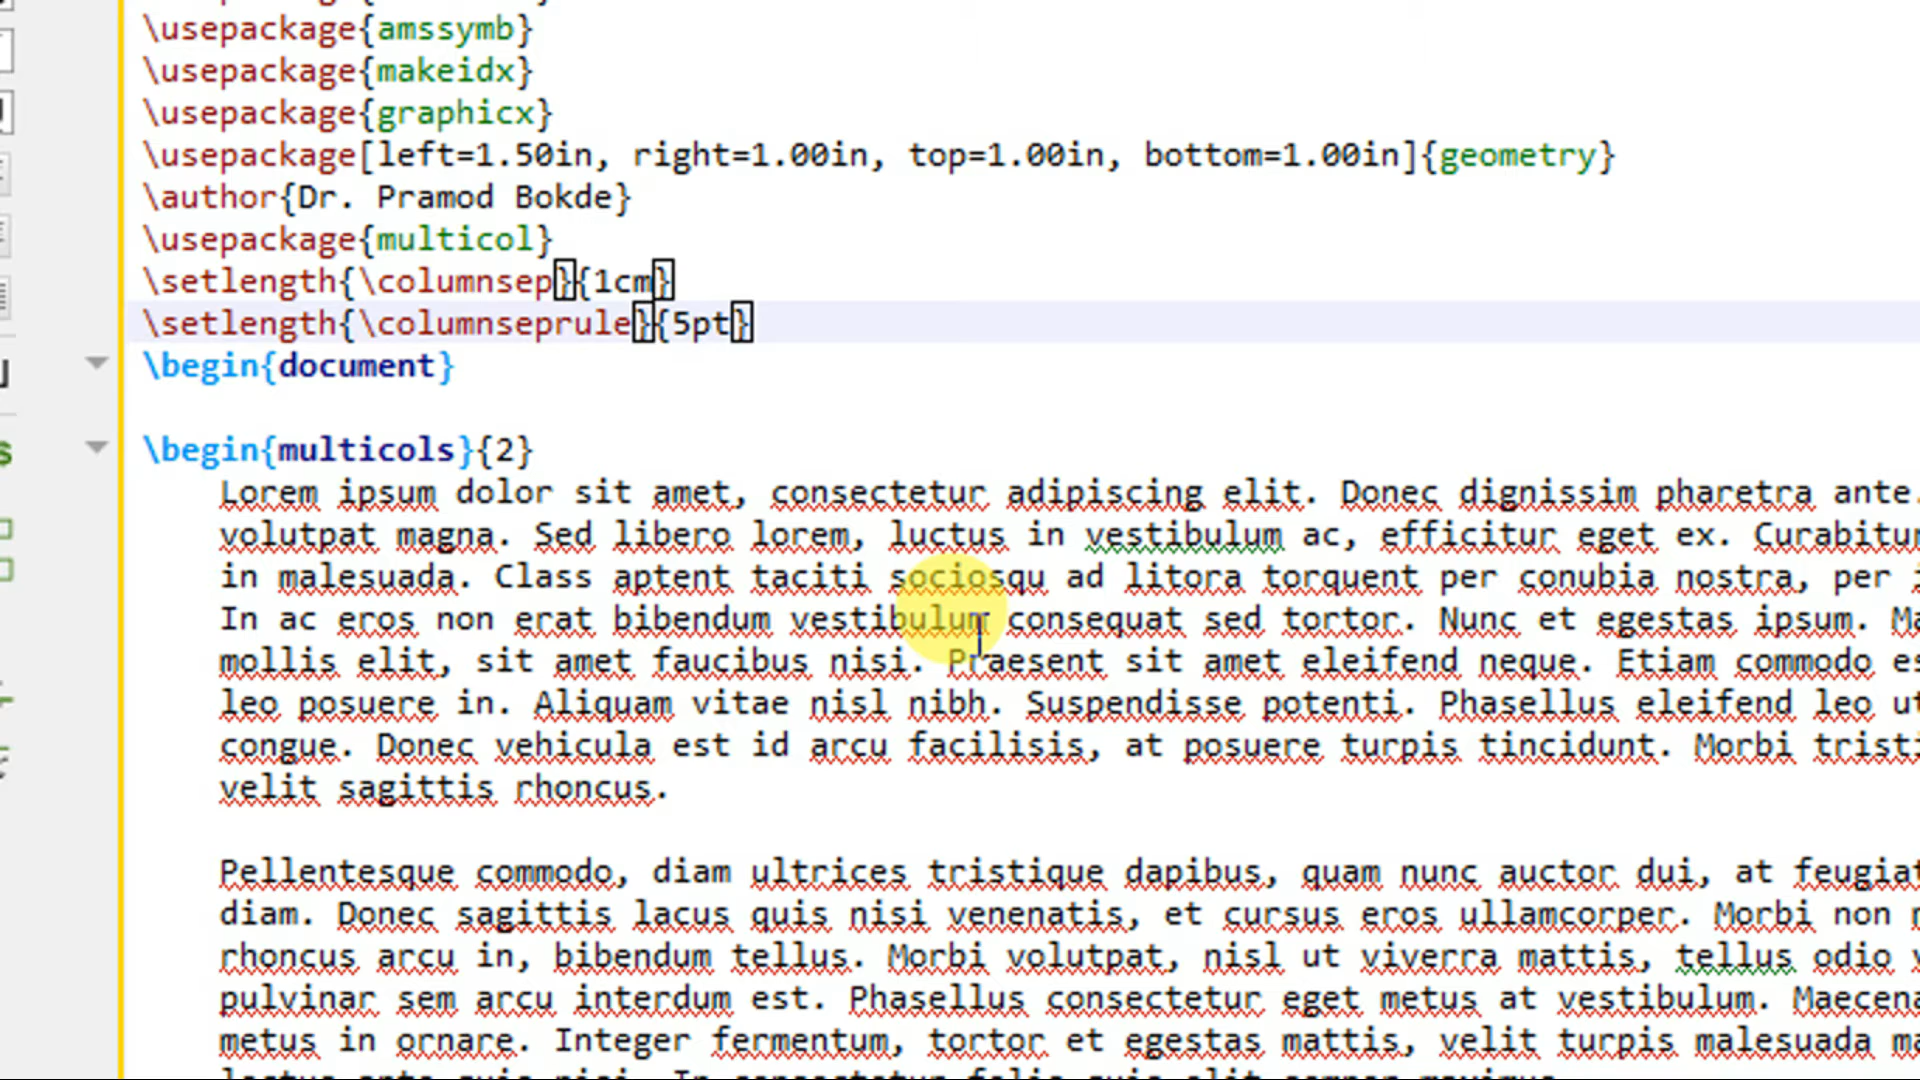 \usepackage{amssymb}
\usepackage{makeidx}
\usepackage{graphicx}
\usepackage[left=1.50in, right=1.00in, top=1.00in, bottom=1.00in]{geometry}
\author{Dr. Pramod Bokde}
\usepackage{multicol}
\setlength{\columnsep}{1cm}
\setlength{\columnseprule}{5pt}
\begin{document}
\begin{multicols}{2}
Lorem ipsum dolor sit amet, consectetur adipiscing elit. Donec dignissim pharetra ante.
volutpat magna. Sed libero lorem, luctus in vestibulum ac, efficitur eget ex. Curabitur
in malesuada. Class aptent taciti sociosqu ad litora torquent per conubia nostra, per
In ac eros non erat bibendum vestibulum consequat sed tortor. Nunc et egestas ipsum.
mollis elit, sit amet faucibus nisi. Praesent sit amet eleifend neque. Etiam commodo
leo posuere in. Aliquam vitae nisl nibh. Suspendisse potenti. Phasellus eleifend leo
congue. Donec vehicula est id arcu facilisis, at posuere turpis tincidunt. Morbi
velit sagittis rhoncus.
Pellentesque commodo, diam ultrices tristique dapibus, quam nunc auctor dui, at feugiat
diam. Donec sagittis lacus quis nisi venenatis, et cursus eros ullamcorper. Morbi non
rhoncus arcu in, bibendum tellus. Morbi volutpat, nisl ut viverra mattis, tellus odio
pulvinar sem arcu interdum est. Phasellus consectetur eget metus at vestibulum.
metus in ornare. Integer fermentum, tortor et egestas mattis, velit turpis malesuada